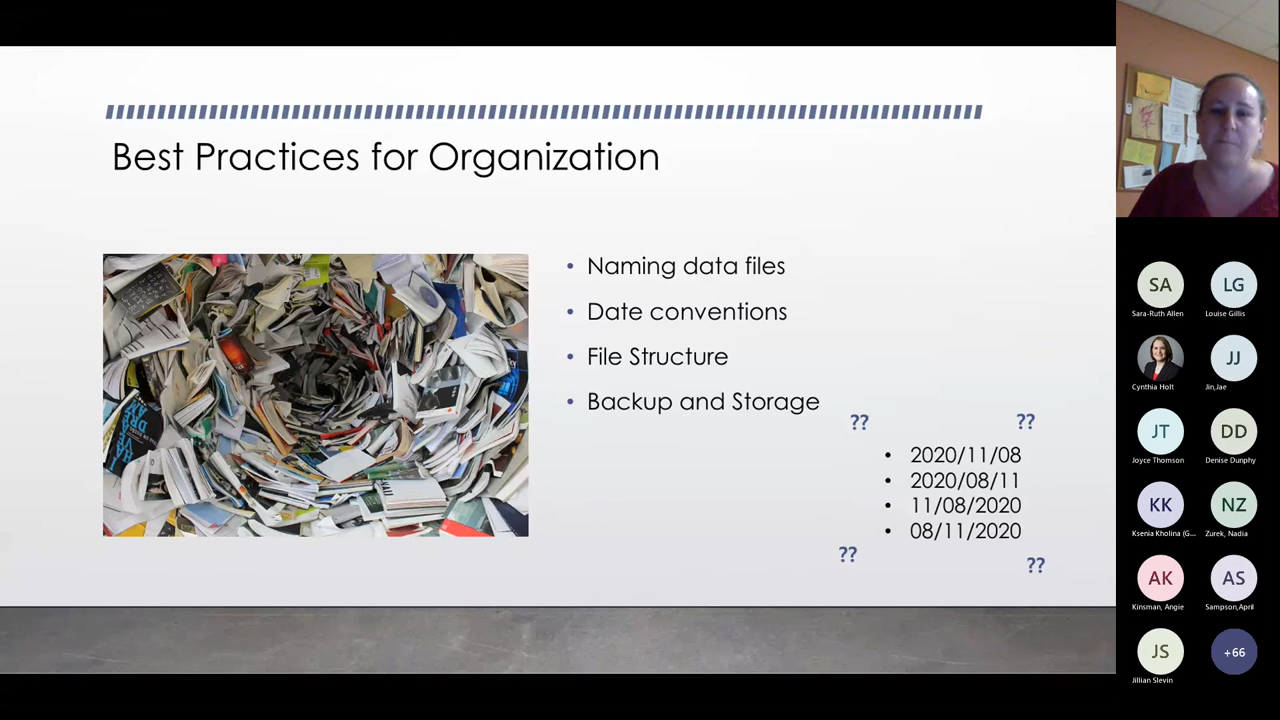 Best Practices for Organization
• Naming data files
• Date conventions
• File Structure
• Backup and Storage
?? ??
• 2020/11/08
• 2020/08/11
• 11/08/2020
• 08/11/2020
?? ??
SA LG
Sara-Ruth Allen Louise Gillis
JJ
Cynthia Holt Jin,Jae
JT DD
Joyce Thomson Denise Dunphy
KK NZ
Ksenia Kholina (G... Zurek, Nadia
AK AS
Kinsman, Angie Sampson,April
JS +66
Jillian Slevin